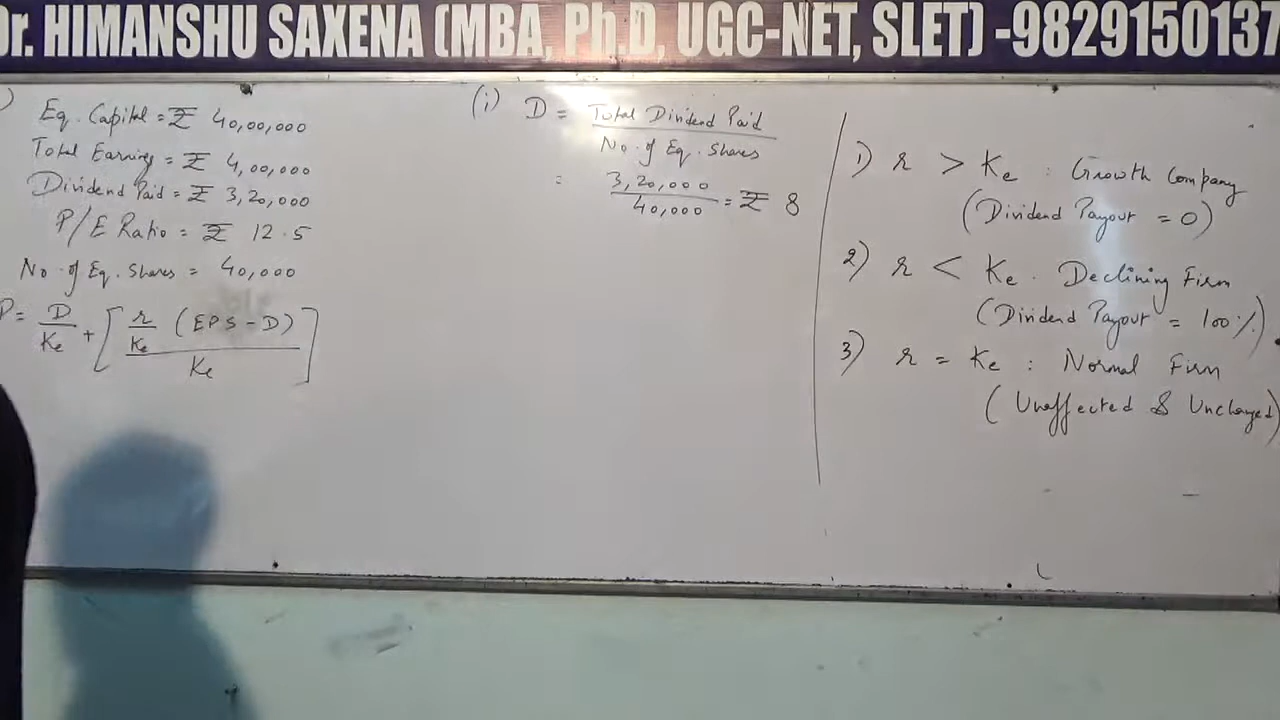 Dr. HIMANSHU SAXENA (MBA, Ph.D, UGC-NET, SLET) -9829150137
)
Eq. Capital = ₹ 40,00,000
Total Earning = ₹ 4,00,000
Dividend Paid = ₹ 3,20,000
P/E Ratio = ₹ 12.5
No. of Eq. Shares = 40,000
P = D/Ke + [ r/Ke (EPS - D) / Ke ]
(i) D = Total Dividend Paid / No. of Eq. Shares
= 3,20,000 / 40,000 = ₹ 8
1) r > Ke : Growth Company
(Dividend Payout = 0)
2) r < Ke . Declining Firm
(Dividend Payout = 100%)
3) r = Ke : Normal Firm
(Unaffected & Unchanged)